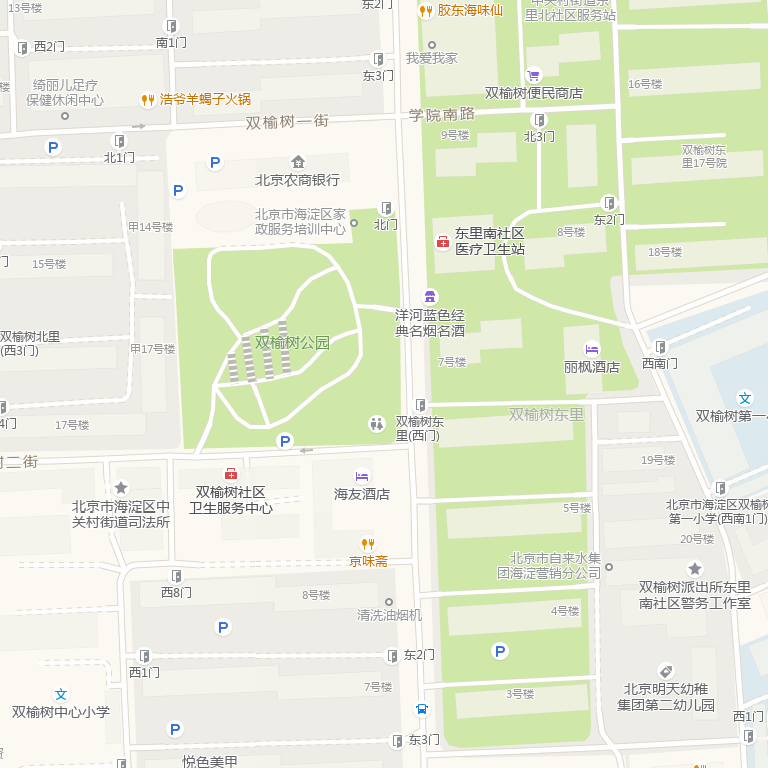 13号楼
东2门
胶东海味仙
中关村街道东
里北社区服务站
西2门
南1门
我爱我家
东3门
绮丽儿足疗
保健休闲中心
浩爷羊蝎子火锅
双榆树便民商店
16号楼
双榆树一街
学院南路
9号楼
北3门
北1门
双榆树东
里17号院
北京农商银行
甲14号楼
北京市海淀区家
政服务培训中心
北门
东2门
东里南社区
医疗卫生站
8号楼
18号楼
15号楼
洋河蓝色经
典名烟名酒
双榆树北里
(西3门)
甲17号楼
双榆树公园
7号楼
丽枫酒店
西南门
17号楼
4门
双榆树东
里(西门)
双榆树东里
双榆树第一小
树二街
19号楼
双榆树社区
卫生服务中心
海友酒店
北京市海淀区中
关村街道司法所
5号楼
北京市海淀区双榆树
第一小学(西南1门)
20号楼
京味斋
北京市自来水集
团海淀营销分公司
西8门
8号楼
清洗油烟机
4号楼
双榆树派出所东里
南社区警务工作室
东2门
西1门
7号楼
3号楼
北京明天幼稚
集团第二幼儿园
双榆树中心小学
西1门
东3门
悦色美甲